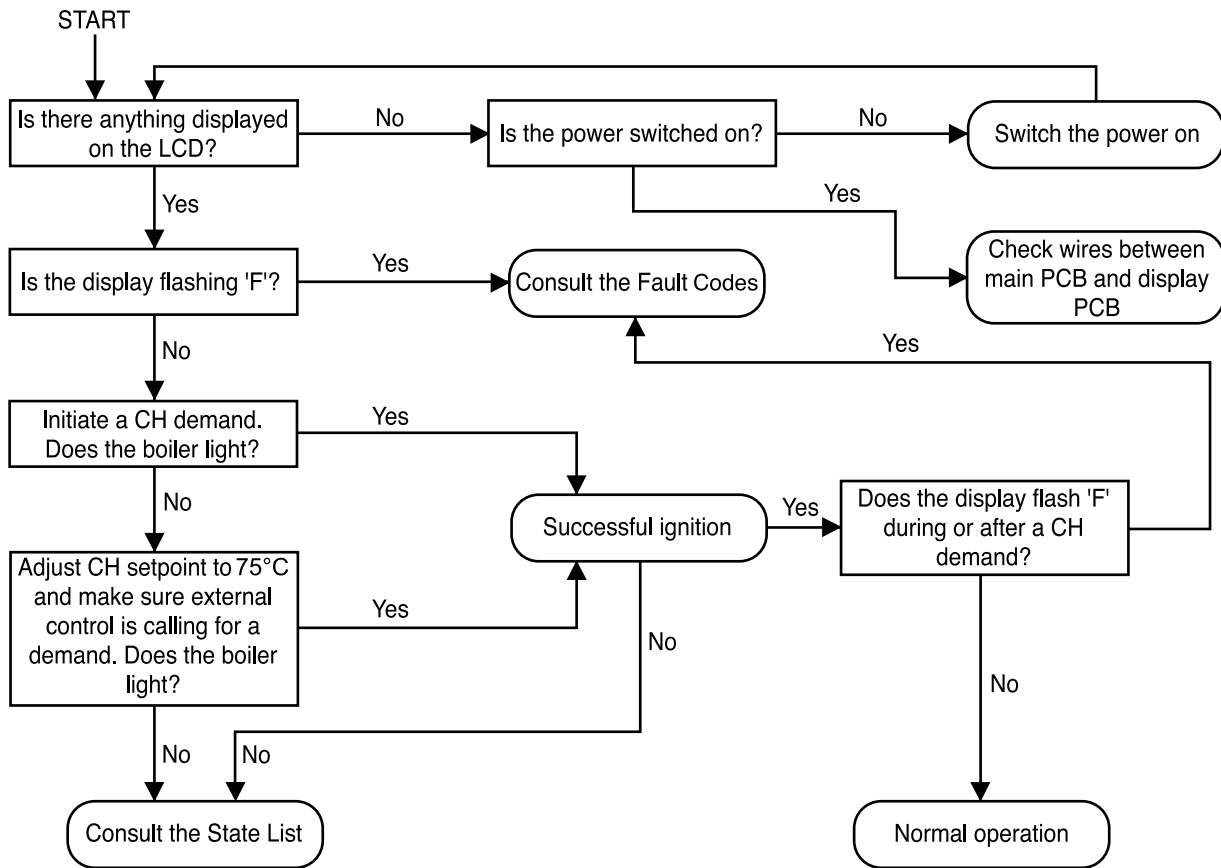 START
Is there anything displayed
on the LCD?
No
Is the power switched on?
No
Switch the power on
Yes
Yes
Check wires between
main PCB and display
PCB
Is the display flashing 'F'?
Yes
Consult the Fault Codes
No
Yes
Initiate a CH demand.
Does the boiler light?
Yes
No
Successful ignition
Yes
Does the display flash 'F'
during or after a CH
demand?
Adjust CH setpoint to 75°C
and make sure external
control is calling for a
demand. Does the boiler
light?
Yes
No
No
No
No
Consult the State List
Normal operation